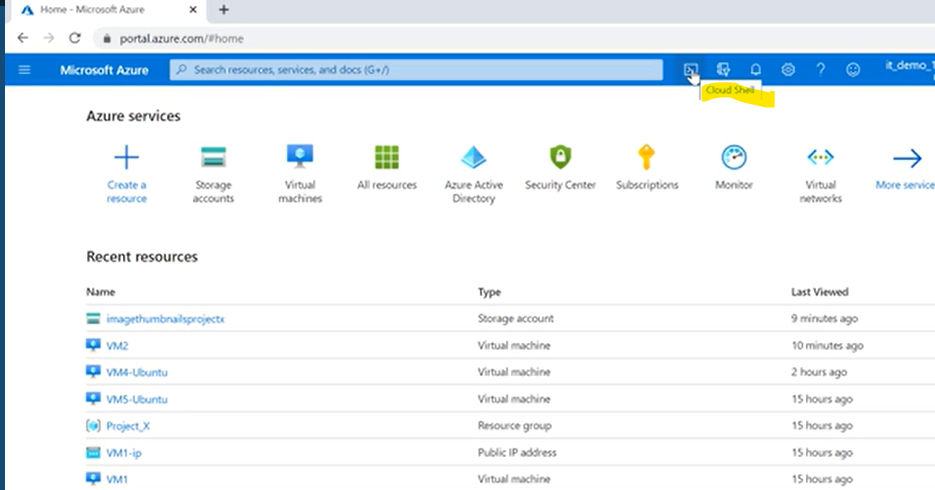 Home - Microsoft Azure
portal.azure.com/#home
Microsoft Azure
Search resources, services, and docs (G+/)
it_demo_1
Cloud Shell
Azure services
Create a resource
Storage accounts
Virtual machines
All resources
Azure Active Directory
Security Center
Subscriptions
Monitor
Virtual networks
More service
Recent resources
Name Type Last Viewed
imagethumbnailsprojectx Storage account 9 minutes ago
VM2 Virtual machine 10 minutes ago
VM4-Ubuntu Virtual machine 2 hours ago
VM5-Ubuntu Virtual machine 15 hours ago
Project_X Resource group 15 hours ago
VM1-ip Public IP address 15 hours ago
VM1 Virtual machine 15 hours ago